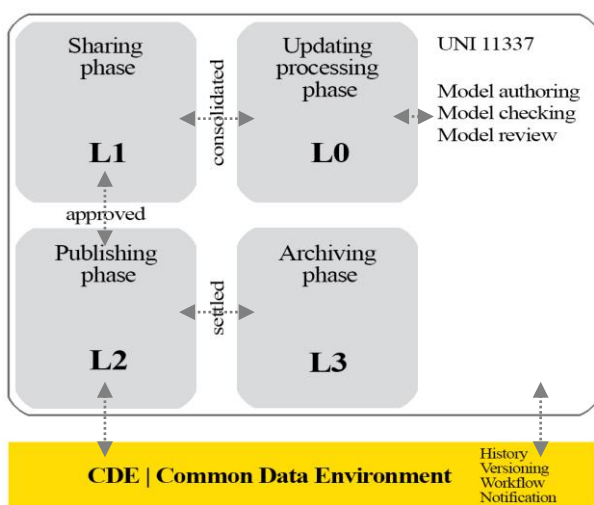 Sharing
phase
L1
consolidated
Updating
processing
phase
L0
UNI 11337
Model authoring
Model checking
Model review
approved
Publishing
phase
L2
settled
Archiving
phase
L3
CDE | Common Data Environment
History
Versioning
Workflow
Notification